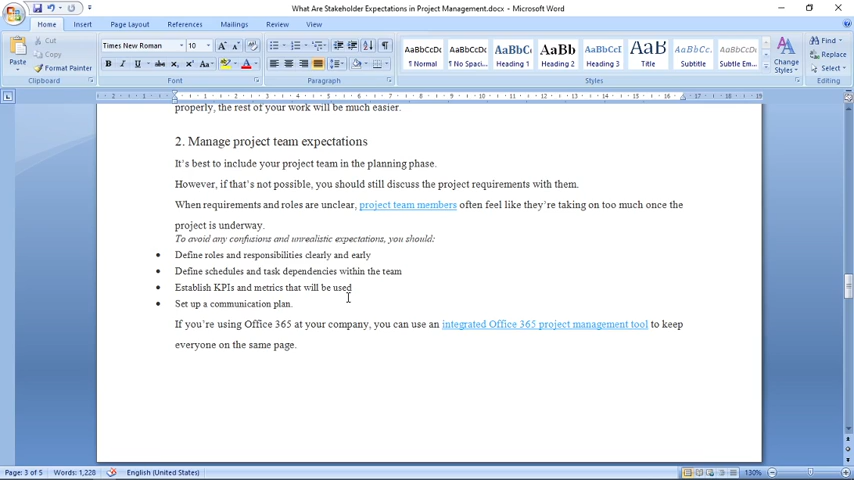 What Are Stakeholder Expectations in Project Management.docx - Microsoft Word
Home Insert Page Layout References Mailings Review View
Cut Copy Format Painter Paste Clipboard
Times New Roman 10 Font
Paragraph
AaBbCcDc AaBbCcDc AaBbCc AaBb AaBbCcI AaB AaBbCcDd AaBbCcDd
¶ Normal ¶ No Spaci... Heading 1 Heading 2 Heading 3 Title Subtitle Subtle Em...
Styles
Change Styles
Find Replace Select Editing
properly, the rest of your work will be much easier.
2. Manage project team expectations
It's best to include your project team in the planning phase.
However, if that's not possible, you should still discuss the project requirements with them.
When requirements and roles are unclear, project team members often feel like they're taking on too much once the
project is underway.
To avoid any confusions and unrealistic expectations, you should:
• Define roles and responsibilities clearly and early
• Define schedules and task dependencies within the team
• Establish KPIs and metrics that will be used
• Set up a communication plan.
If you're using Office 365 at your company, you can use an integrated Office 365 project management tool to keep
everyone on the same page.
Page: 3 of 5 Words: 1,228 English (United States) 130%